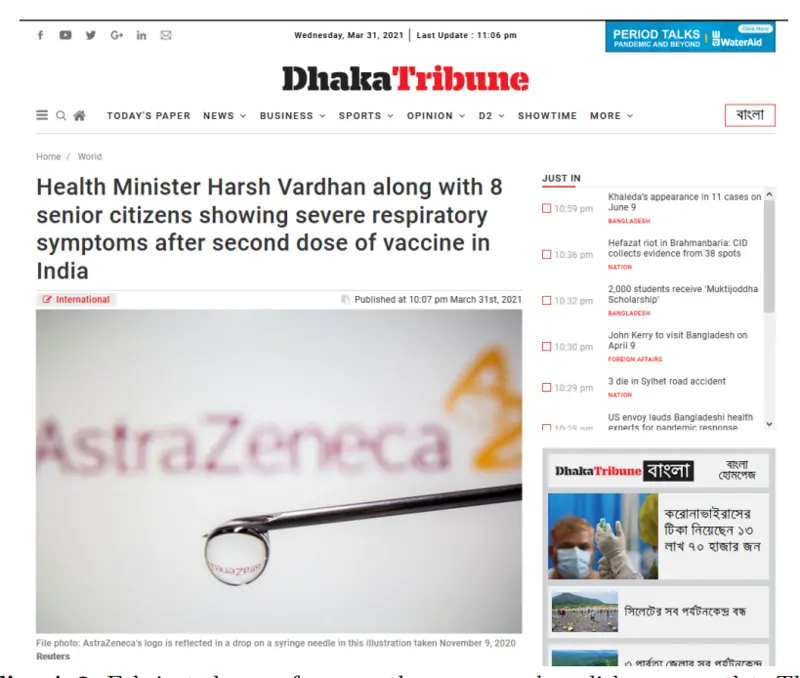 Wednesday, Mar 31, 2021 | Last Update : 11:06 pm
PERIOD TALKS
PANDEMIC AND BEYOND
Click Here
WaterAid
DhakaTribune
TODAY'S PAPER NEWS BUSINESS SPORTS OPINION D2 SHOWTIME MORE
বাংলা
Home / World
Health Minister Harsh Vardhan along with 8
senior citizens showing severe respiratory
symptoms after second dose of vaccine in
India
International
Published at 10:07 pm March 31st, 2021
AstraZeneca
File photo: AstraZeneca's logo is reflected in a drop on a syringe needle in this illustration taken November 9, 2020
Reuters
JUST IN
10:59 pm
Khaleda's appearance in 11 cases on
June 9
BANGLADESH
10:36 pm
Hefazat riot in Brahmanbaria: CID
collects evidence from 38 spots
NATION
10:32 pm
2,000 students receive 'Muktijoddha
Scholarship'
BANGLADESH
10:30 pm
John Kerry to visit Bangladesh on
April 9
FOREIGN AFFAIRS
10:29 pm
3 die in Sylhet road accident
NATION
10:25 pm
US envoy lauds Bangladeshi health
experts for pandemic response
DhakaTribune বাংলা
বাংলা
হোমপেজ
করোনাভাইরাসের
টিকা নিয়েছেন ১৩
লাখ ৭০ হাজার জন
সিলেটের সব পর্যটনকেন্দ্র বন্ধ
৩ পার্বত্য জেলার সব পর্যটনকেন্দ্র